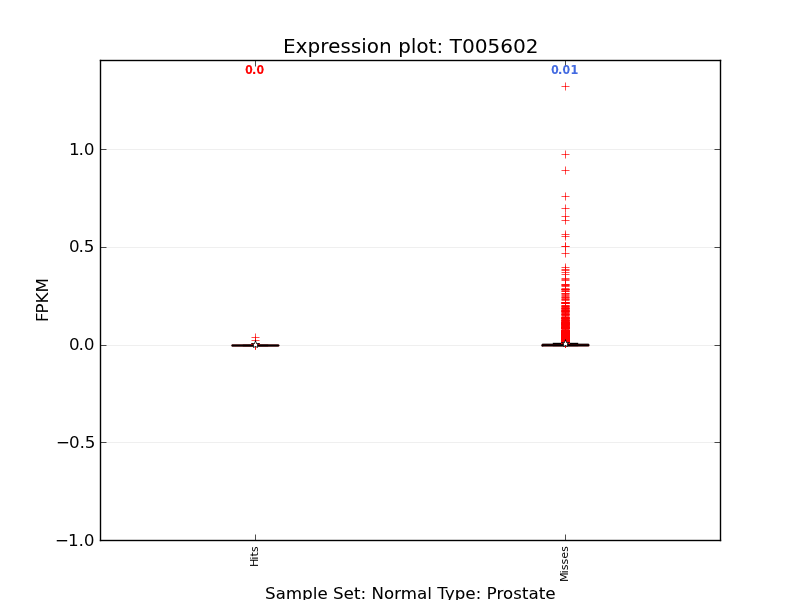 Expression plot: T005602
0.0
0.01
1.0
0.5
0.0
−0.5
−1.0
FPKM
Hits
Misses
Sample Set: Normal Type: Prostate